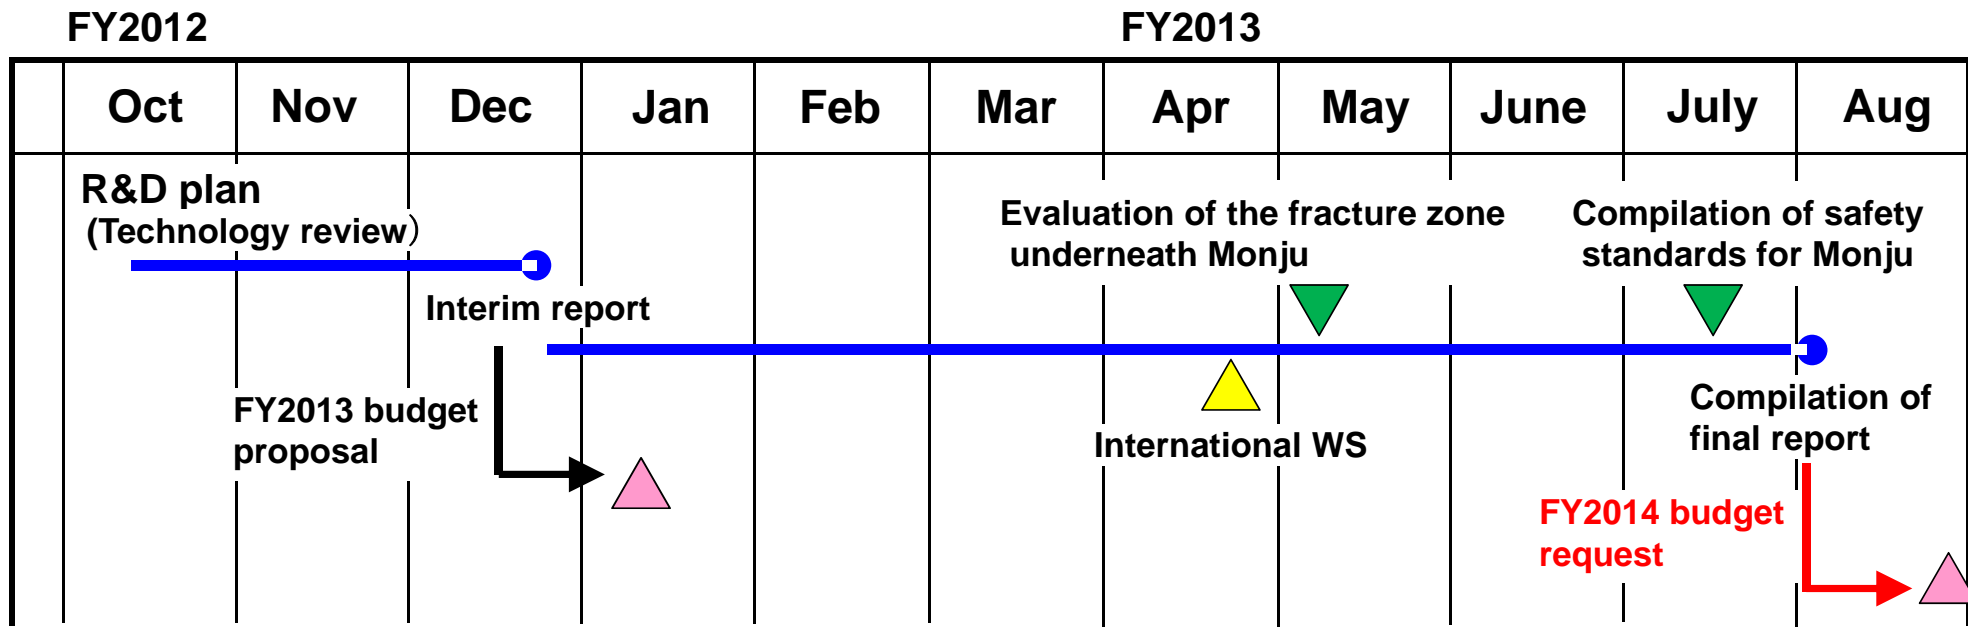 FY2012 FY2013
Oct Nov Dec Jan Feb Mar Apr May June July Aug
R&D plan
(Technology review）
Evaluation of the fracture zone
underneath Monju
Compilation of safety
standards for Monju
Interim report
FY2013 budget
proposal
International WS
Compilation of
final report
FY2014 budget
request